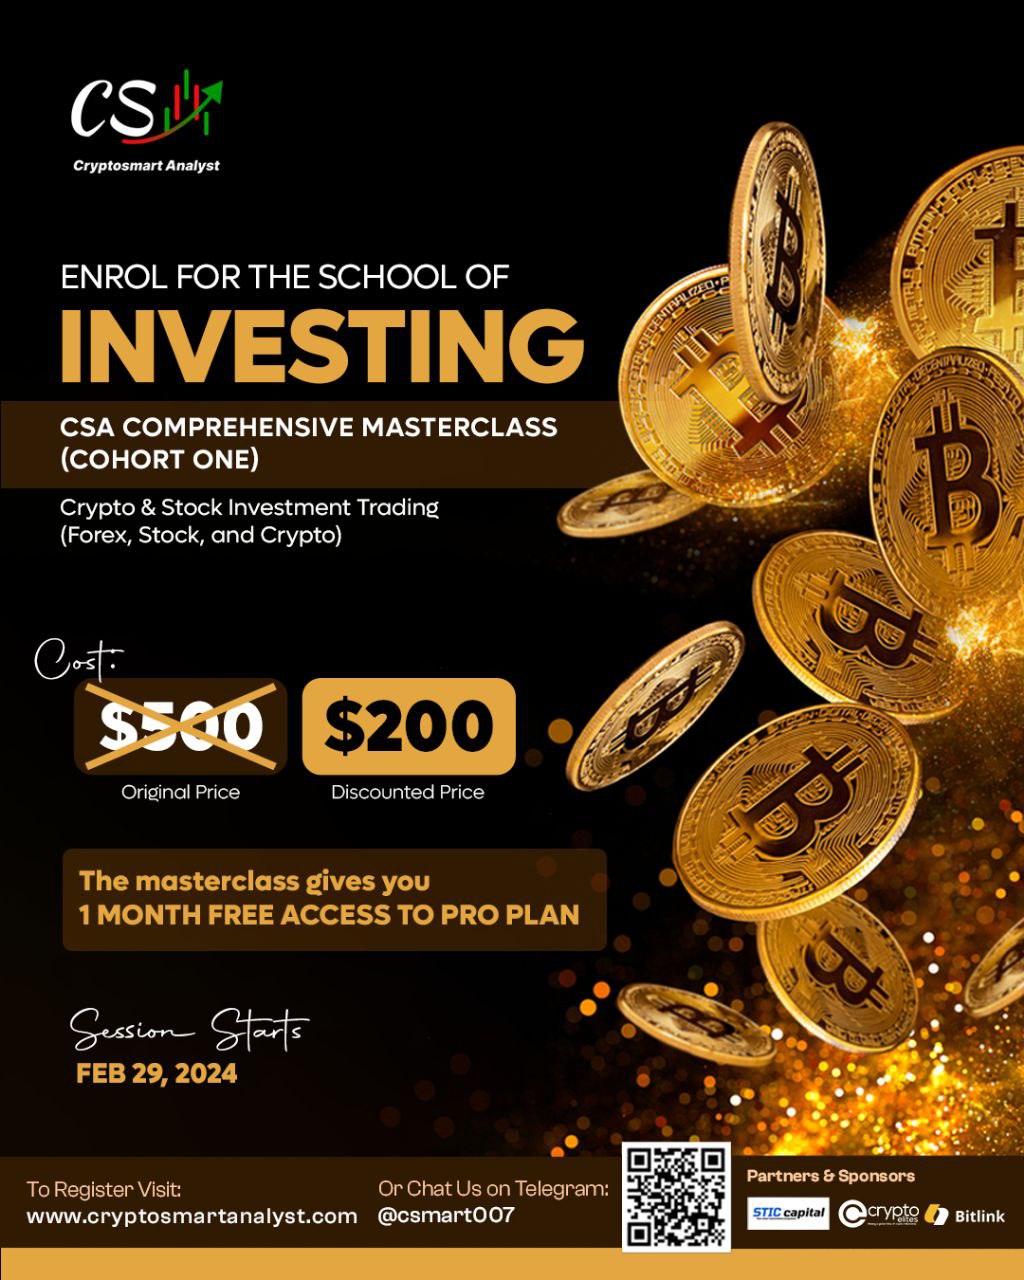 CS
Cryptosmart Analyst
ENROL FOR THE SCHOOL OF
INVESTING
CSA COMPREHENSIVE MASTERCLASS
(COHORT ONE)
Crypto & Stock Investment Trading
(Forex, Stock, and Crypto)
Cost:
$500
Original Price
$200
Discounted Price
The masterclass gives you
1 MONTH FREE ACCESS TO PRO PLAN
Session Starts
FEB 29, 2024
To Register Visit:
www.cryptosmartanalyst.com
Or Chat Us on Telegram:
@csmart007
Partners & Sponsors
STIC capital
crypto
elites
Bitlink